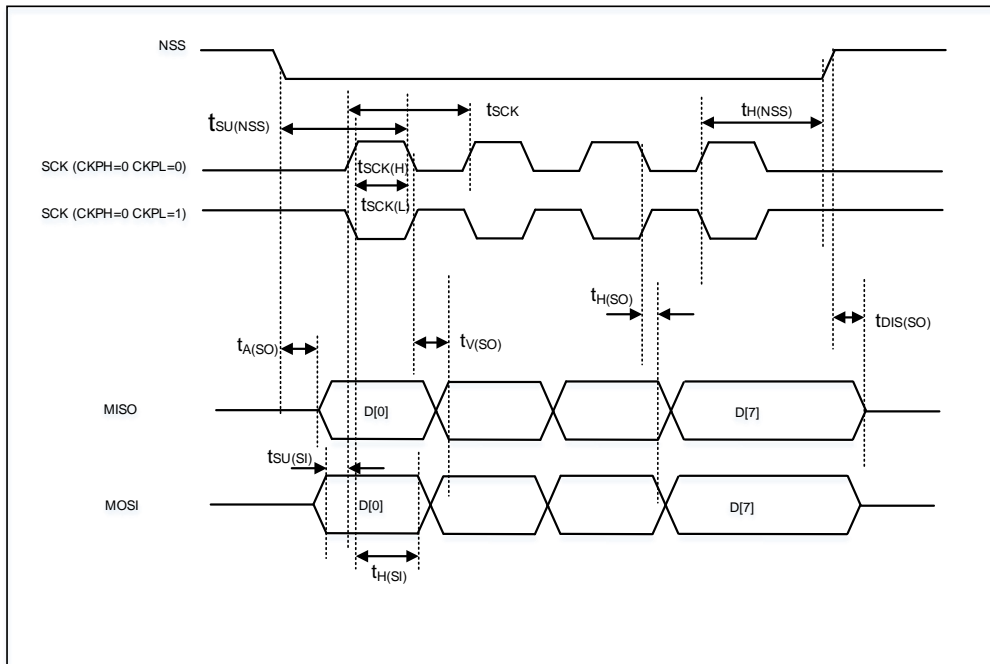 NSS
tSCK
tH(NSS)
tSU(NSS)
SCK (CKPH=0 CKPL=0)
tSCK(H)
tSCK(L)
SCK (CKPH=0 CKPL=1)
tH(SO)
tDIS(SO)
tA(SO)
tV(SO)
MISO
D[0]
D[7]
tSU(SI)
MOSI
D[0]
D[7]
tH(SI)